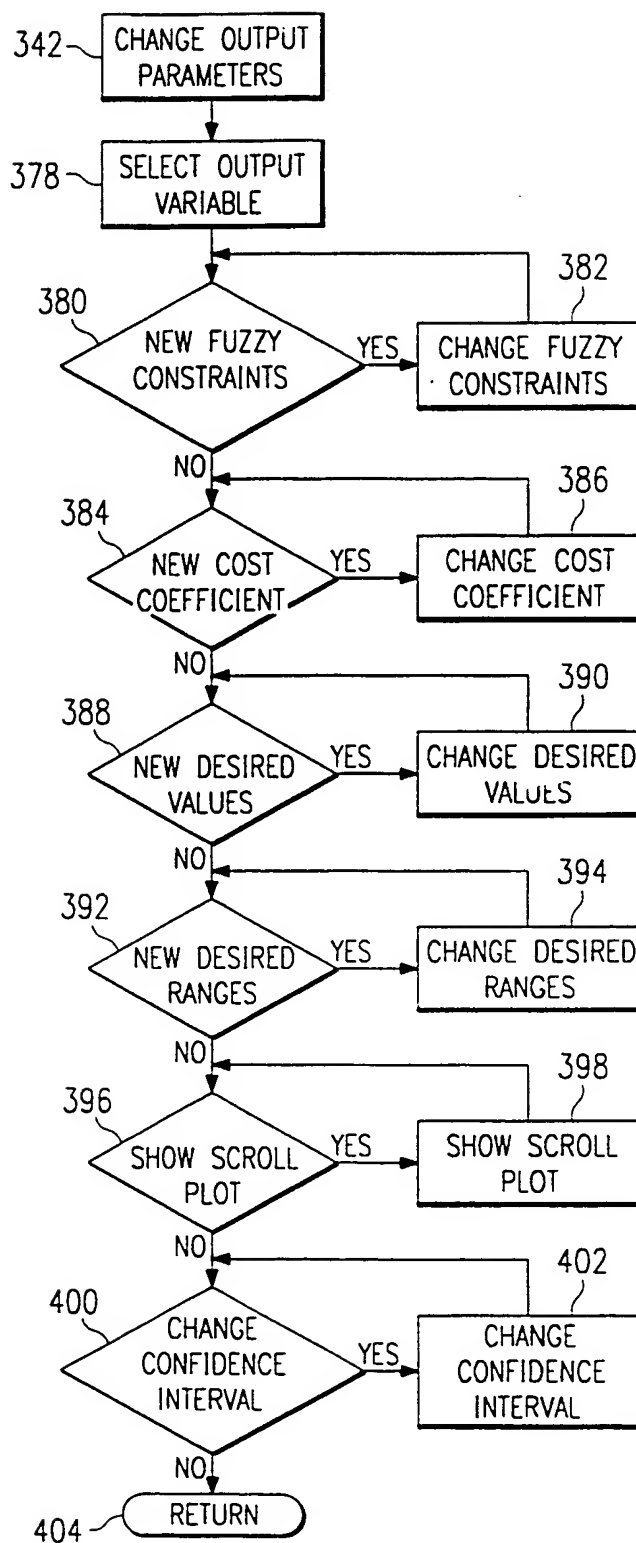 342
CHANGE OUTPUT
PARAMETERS
378
SELECT OUTPUT
VARIABLE
380
NEW FUZZY
CONSTRAINTS
YES
382
CHANGE FUZZY
CONSTRAINTS
NO
384
NEW COST
COEFFICIENT
YES
386
CHANGE COST
COEFFICIENT
NO
388
NEW DESIRED
VALUES
YES
390
CHANGE DESIRED
VALUES
NO
392
NEW DESIRED
RANGES
YES
394
CHANGE DESIRED
RANGES
NO
396
SHOW SCROLL
PLOT
YES
398
SHOW SCROLL
PLOT
NO
400
CHANGE
CONFIDENCE
INTERVAL
YES
402
CHANGE
CONFIDENCE
INTERVAL
NO
RETURN
404